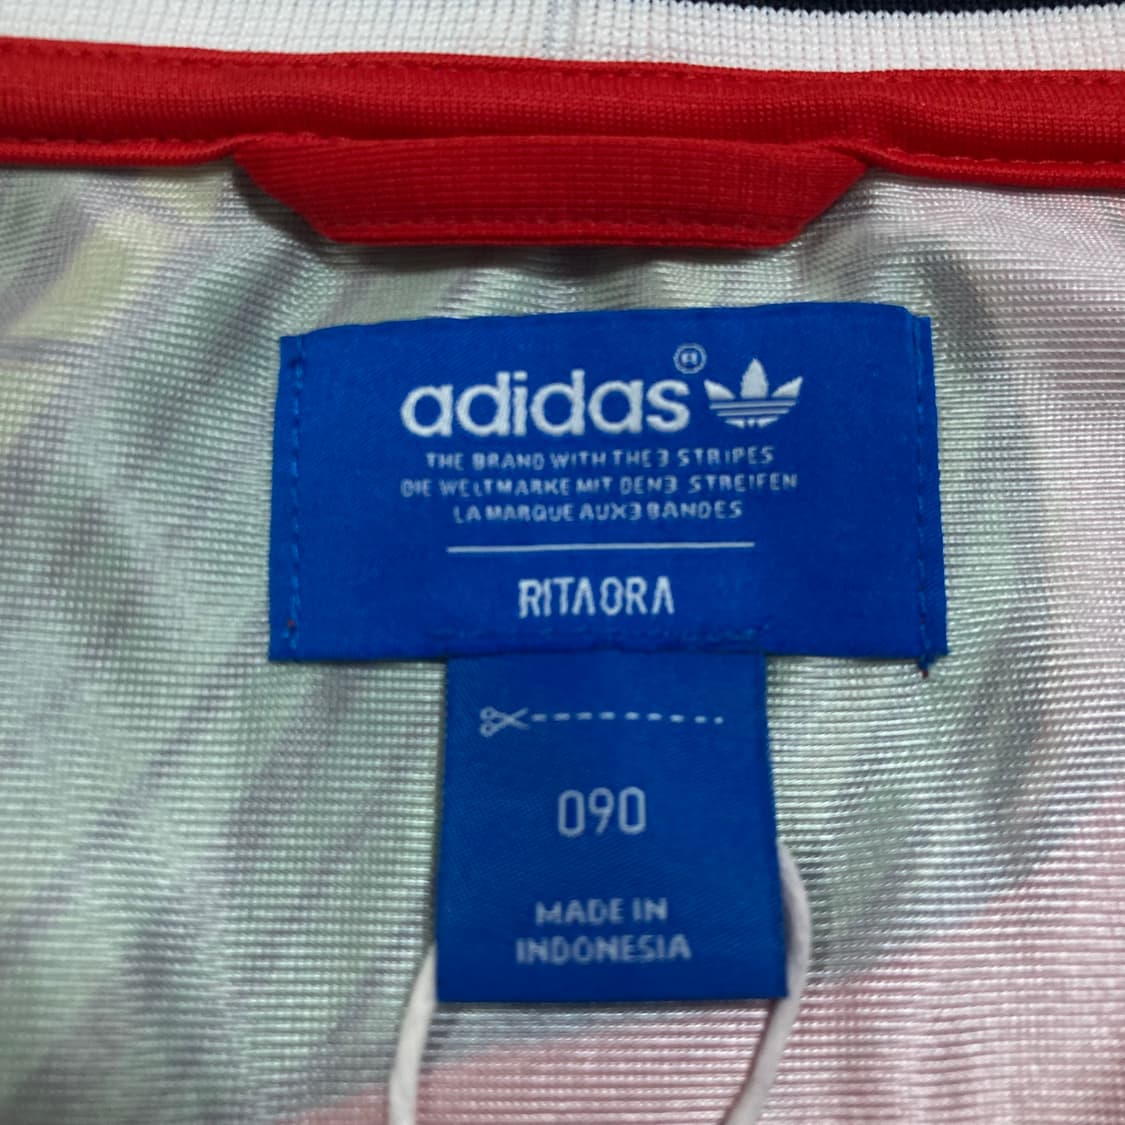 adidas®
THE BRAND WITH THE 3 STRIPES
DIE WELTMARKE MIT DEN 3 STREIFEN
LA MARQUE AUX 3 BANDES
RITA ORA
090
MADE IN
INDONESIA